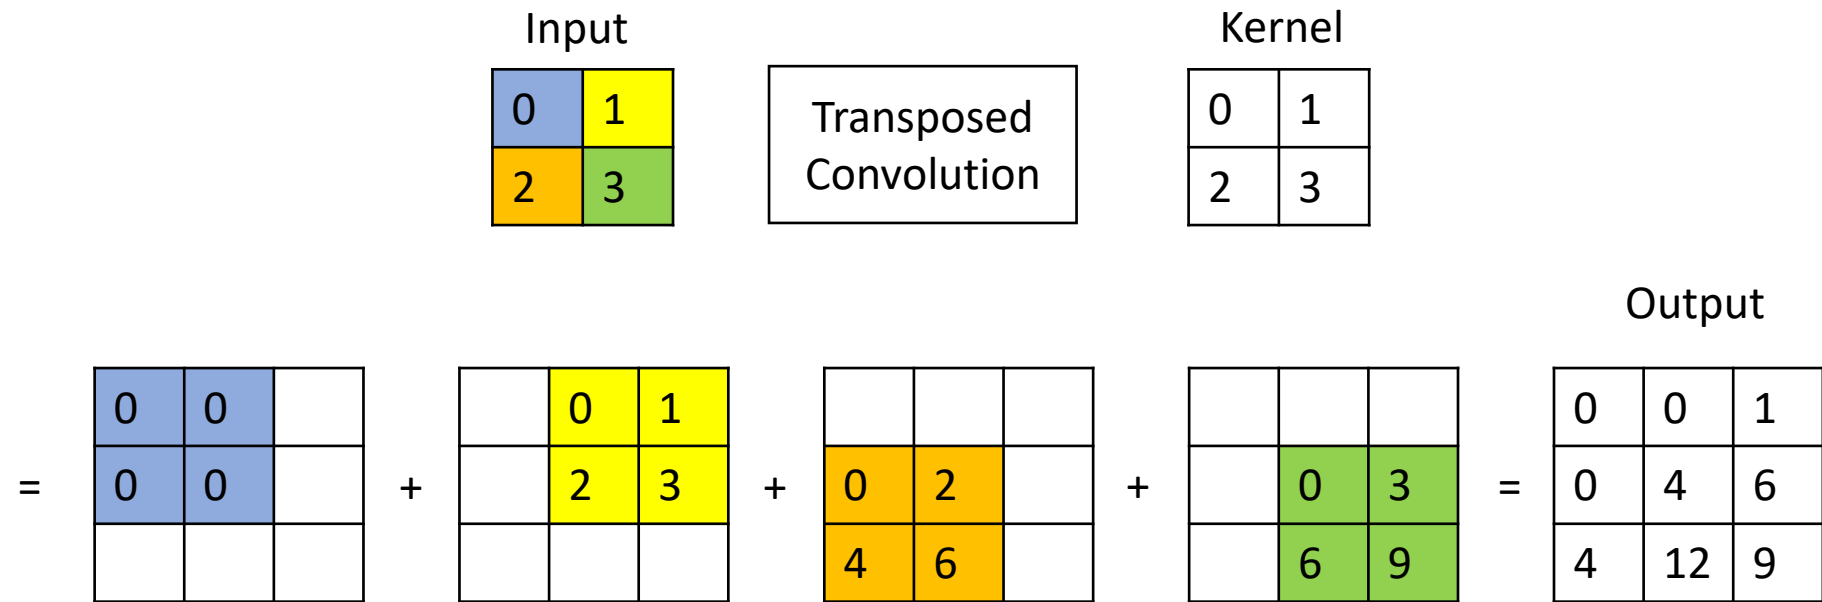 Input
Kernel
0 1
2 3
Transposed
Convolution
0 1
2 3
Output
0 0
0 1
0 0 1
= 0 0 + 2 3 + 0 2 + 0 3 = 0 4 6
4 6
6 9
4 12 9